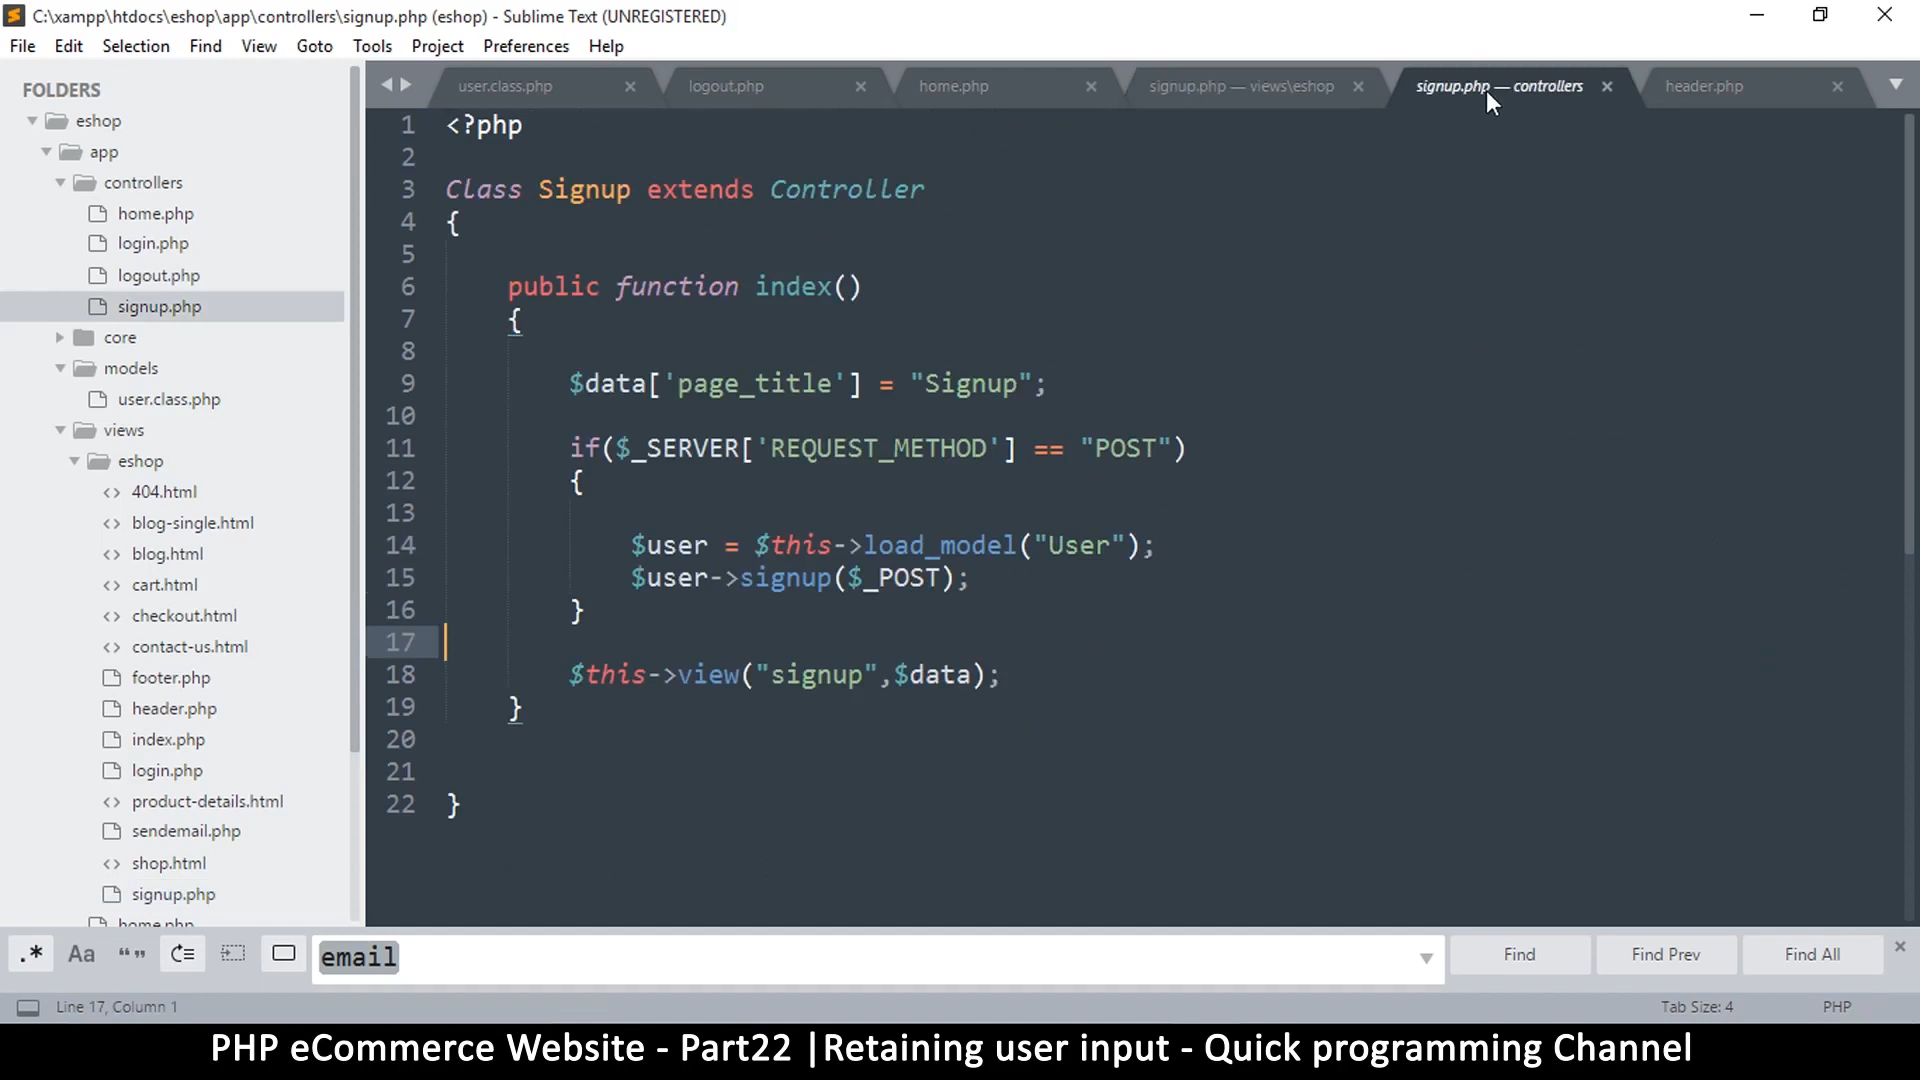 C:\xampp\htdocs\eshop\app\controllers\signup.php (eshop) - Sublime Text (UNREGISTERED)
File Edit Selection Find View Goto Tools Project Preferences Help
FOLDERS
eshop
app
controllers
home.php
login.php
logout.php
signup.php
core
models
user.class.php
views
eshop
404.html
blog-single.html
blog.html
cart.html
checkout.html
contact-us.html
footer.php
header.php
index.php
login.php
product-details.html
sendemail.php
shop.html
signup.php
home.php
user.class.php logout.php home.php signup.php — views\eshop signup.php — controllers header.php
1 <?php
2
3 Class Signup extends Controller
4 {
5
6 public function index()
7 {
8
9 $data['page_title'] = "Signup";
10
11 if($_SERVER['REQUEST_METHOD'] == "POST")
12 {
13
14 $user = $this->load_model("User");
15 $user->signup($_POST);
16 }
17
18 $this->view("signup",$data);
19 }
20
21
22 }
.* Aa “” email Find Find Prev Find All
Line 17, Column 1 Tab Size: 4 PHP
PHP eCommerce Website - Part22 |Retaining user input - Quick programming Channel